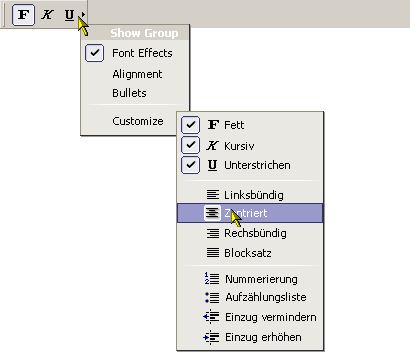 F K U
Show Group
Font Effects
Alignment
Bullets
Customize
F Fett
K Kursiv
U Unterstrichen
Linksbündig
Zentriert
Rechsbündig
Blocksatz
Nummerierung
Aufzählungsliste
Einzug vermindern
Einzug erhöhen